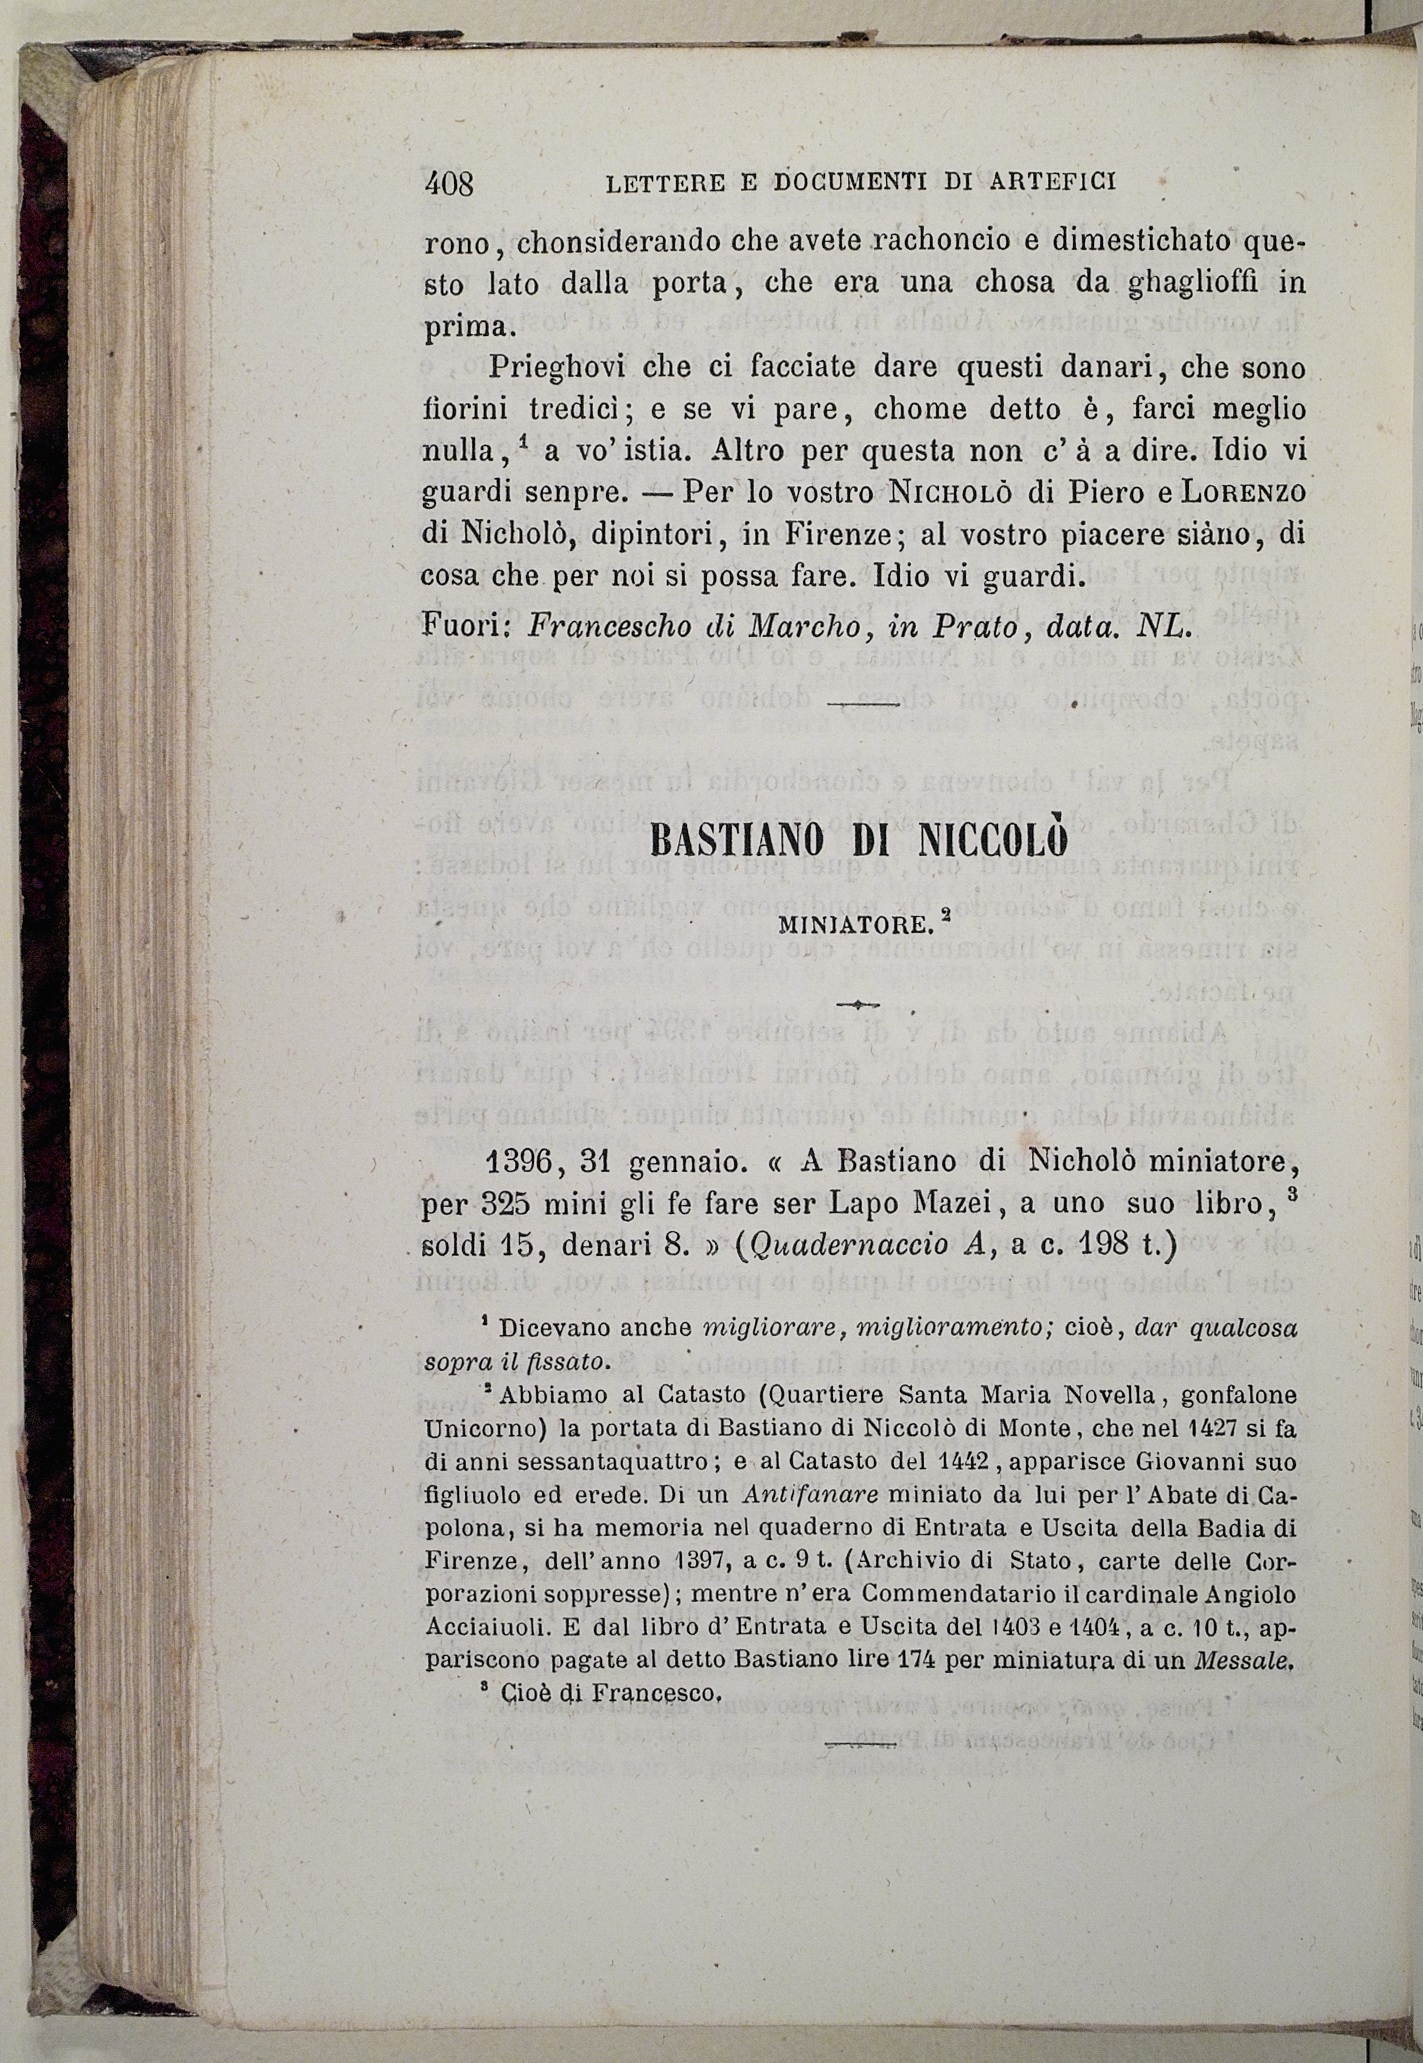 408 LETTERE E DOCUMENTI DI ARTEFICI
rono, chonsiderando che avete rachoncio e dimestichato que-
sto lato dalla porta, che era una chosa da ghaglioffi in
prima.
Prieghovi che ci facciate dare questi danari, che sono
fiorini tredici; e se vi pare, chome detto è, farci meglio
nulla,¹ a vo' istia. Altro per questa non c' à a dire. Idio vi
guardi senpre. — Per lo vostro NICHOLÒ di Piero e LORENZO
di Nicholò, dipintori, in Firenze; al vostro piacere siàno, di
cosa che per noi si possa fare. Idio vi guardi.
Fuori: Francescho di Marcho, in Prato, data. NL.
BASTIANO DI NICCOLÒ
MINIATORE.²
1396, 31 gennaio. « A Bastiano di Nicholò miniatore,
per 325 mini gli fe fare ser Lapo Mazei, a uno suo libro,³
soldi 15, denari 8. » (Quadernaccio A, a c. 198 t.)
¹ Dicevano anche migliorare, miglioramento; cioè, dar qualcosa
sopra il fissato.
² Abbiamo al Catasto (Quartiere Santa Maria Novella, gonfalone
Unicorno) la portata di Bastiano di Niccolò di Monte, che nel 1427 si fa
di anni sessantaquattro; e al Catasto del 1442, apparisce Giovanni suo
figliuolo ed erede. Di un Antifanare miniato da lui per l' Abate di Ca-
polona, si ha memoria nel quaderno di Entrata e Uscita della Badia di
Firenze, dell' anno 1397, a c. 9 t. (Archivio di Stato, carte delle Cor-
porazioni soppresse); mentre n' era Commendatario il cardinale Angiolo
Acciaiuoli. E dal libro d' Entrata e Uscita del 1403 e 1404, a c. 10 t., ap-
pariscono pagate al detto Bastiano lire 174 per miniatura di un Messale.
³ Cioè di Francesco.